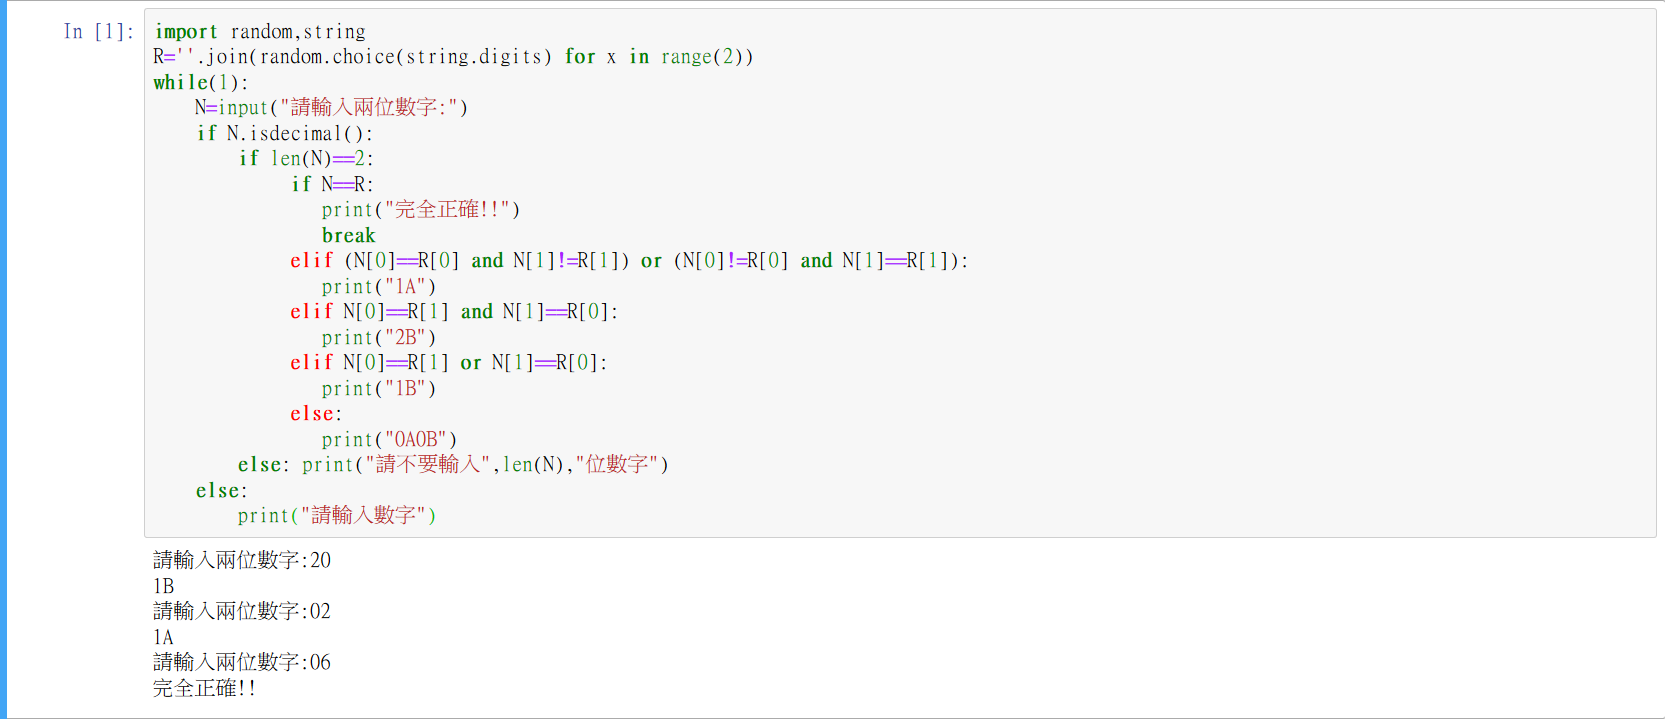 In [1]:
import random,string
R=''.join(random.choice(string.digits) for x in range(2))
while(1):
    N=input("請輸入兩位數字:")
    if N.isdecimal():
        if len(N)==2:
             if N==R:
                print("完全正確!!")
                break
             elif (N[0]==R[0] and N[1]!=R[1]) or (N[0]!=R[0] and N[1]==R[1]):
                print("1A")
             elif N[0]==R[1] and N[1]==R[0]:
                print("2B")
             elif N[0]==R[1] or N[1]==R[0]:
                print("1B")
             else:
                print("0A0B")
        else: print("請不要輸入",len(N),"位數字")
    else:
        print("請輸入數字")
請輸入兩位數字:20
1B
請輸入兩位數字:02
1A
請輸入兩位數字:06
完全正確!!